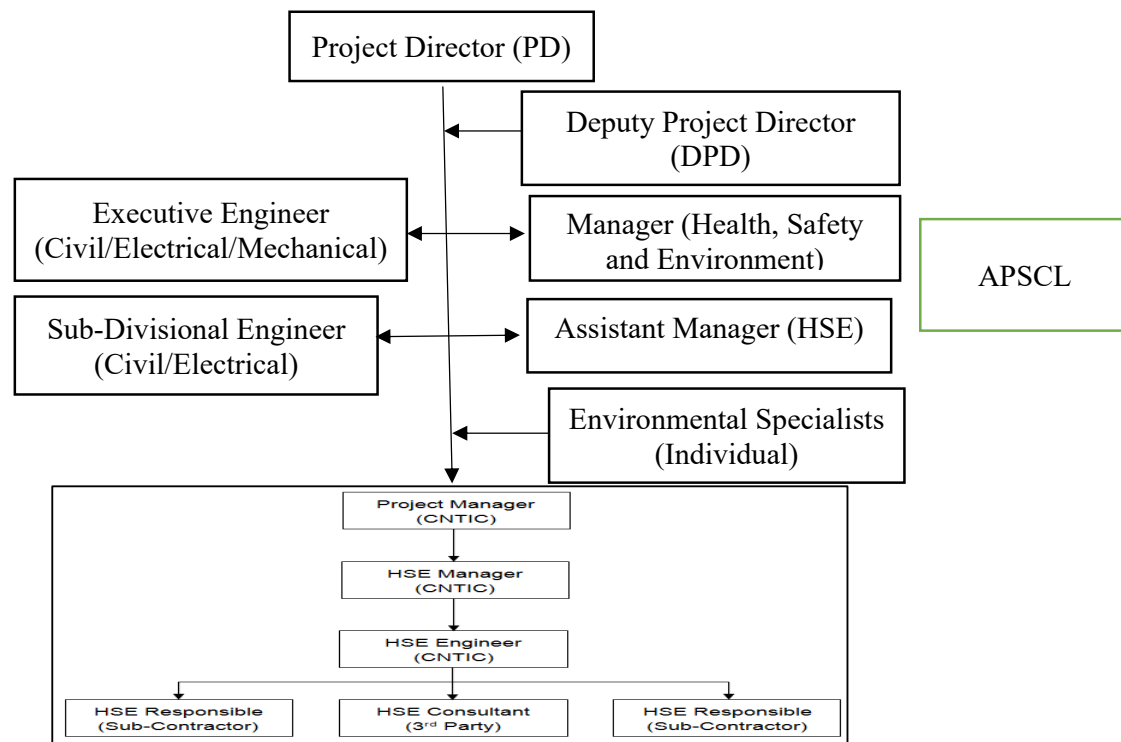 Project Director (PD)
Deputy Project Director
(DPD)
Executive Engineer
(Civil/Electrical/Mechanical)
Manager (Health, Safety
and Environment)
APSCL
Sub-Divisional Engineer
(Civil/Electrical)
Assistant Manager (HSE)
Environmental Specialists
(Individual)
Project Manager
(CNTIC)
HSE Manager
(CNTIC)
HSE Engineer
(CNTIC)
HSE Responsible
(Sub-Contractor)
HSE Consultant
(3rd Party)
HSE Responsible
(Sub-Contractor)